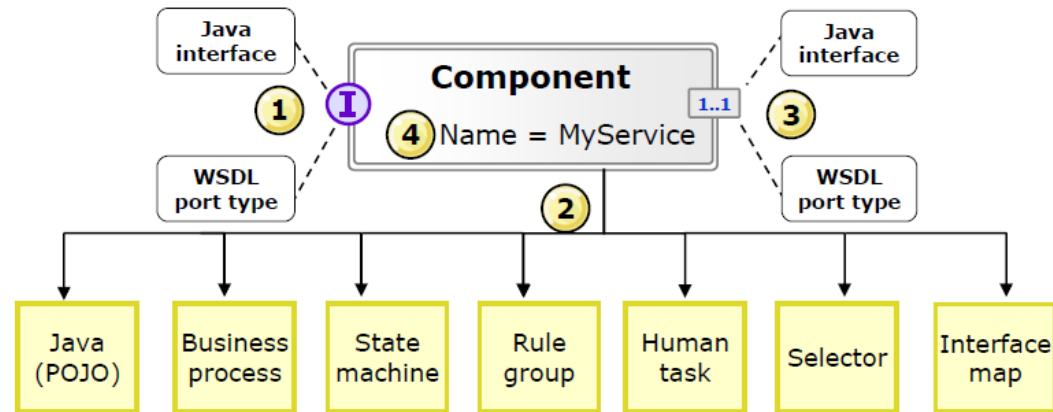 Java
interface
1
I
WSDL
port type
Component
4
Name = MyService
1..1
Java
interface
3
WSDL
port type
2
Java
(POJO)
Business
process
State
machine
Rule
group
Human
task
Selector
Interface
map